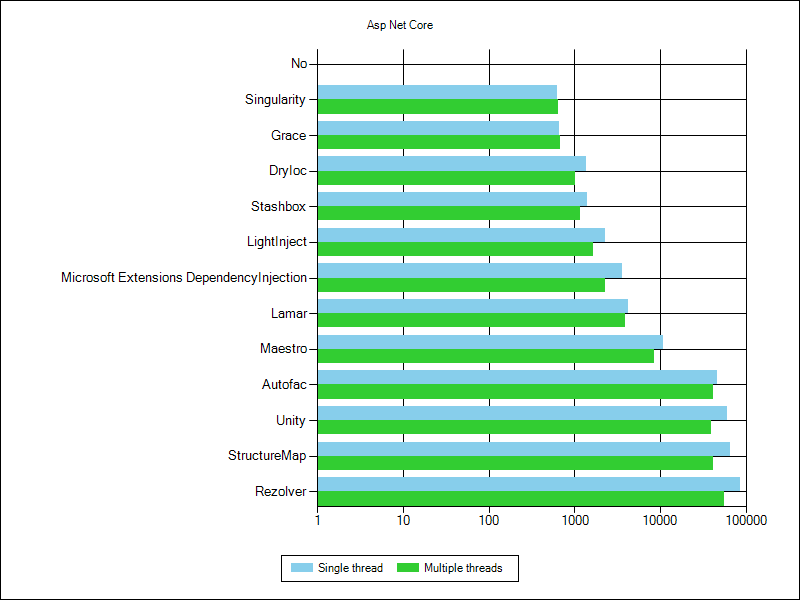 Asp Net Core
No
Singularity
Grace
DryIoc
Stashbox
LightInject
Microsoft Extensions DependencyInjection
Lamar
Maestro
Autofac
Unity
StructureMap
Rezolver
1 10 100 1000 10000 100000
Single thread Multiple threads